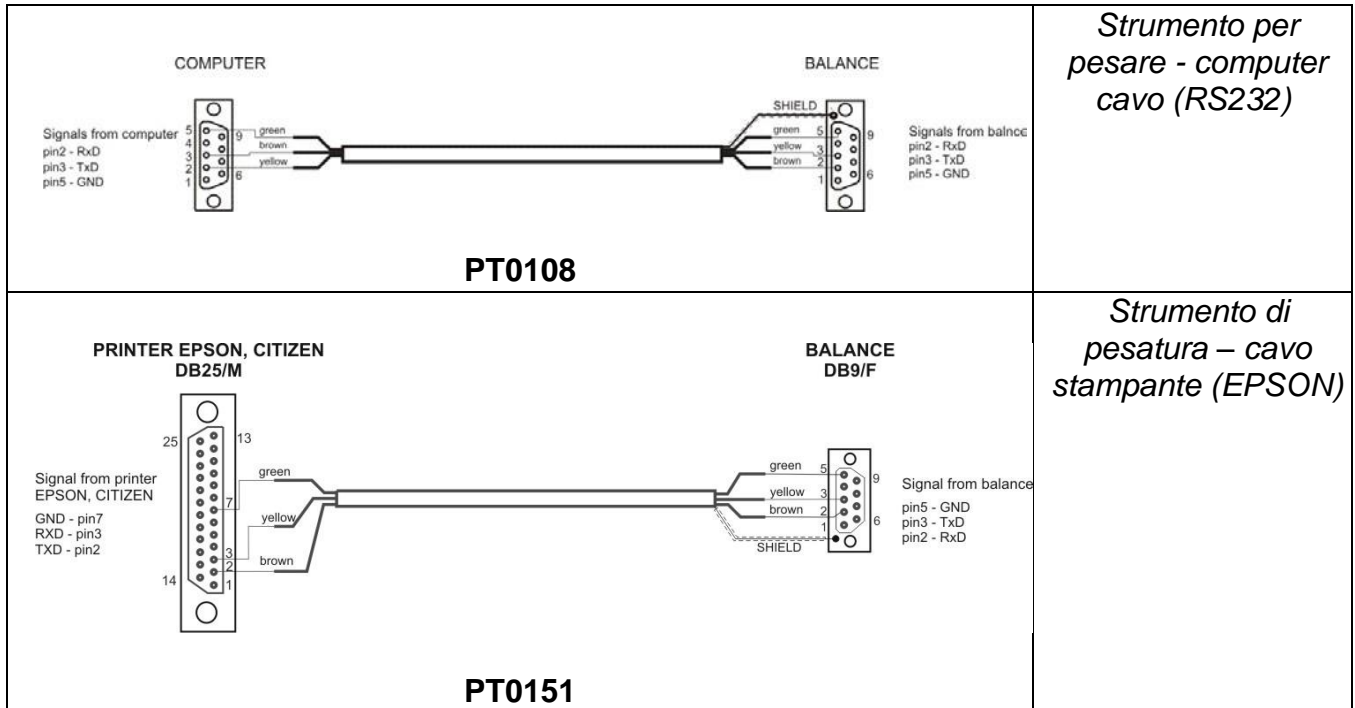 COMPUTER
BALANCE
SHIELD
Signals from computer
pin2 - RxD
pin3 - TxD
pin5 - GND
5
4
3
2
1
9
6
green
brown
yellow
green
yellow
brown
5
3
2
1
9
6
Signals from balnce
pin2 - RxD
pin3 - TxD
pin5 - GND
PT0108
Strumento per
pesare - computer
cavo (RS232)
PRINTER EPSON, CITIZEN
DB25/M
BALANCE
DB9/F
25
13
14
7
3
2
1
Signal from printer
EPSON, CITIZEN
GND - pin7
RXD - pin3
TXD - pin2
green
yellow
brown
green
yellow
brown
SHIELD
5
3
2
1
9
6
Signal from balance
pin5 - GND
pin3 - TxD
pin2 - RxD
PT0151
Strumento di
pesatura – cavo
stampante (EPSON)